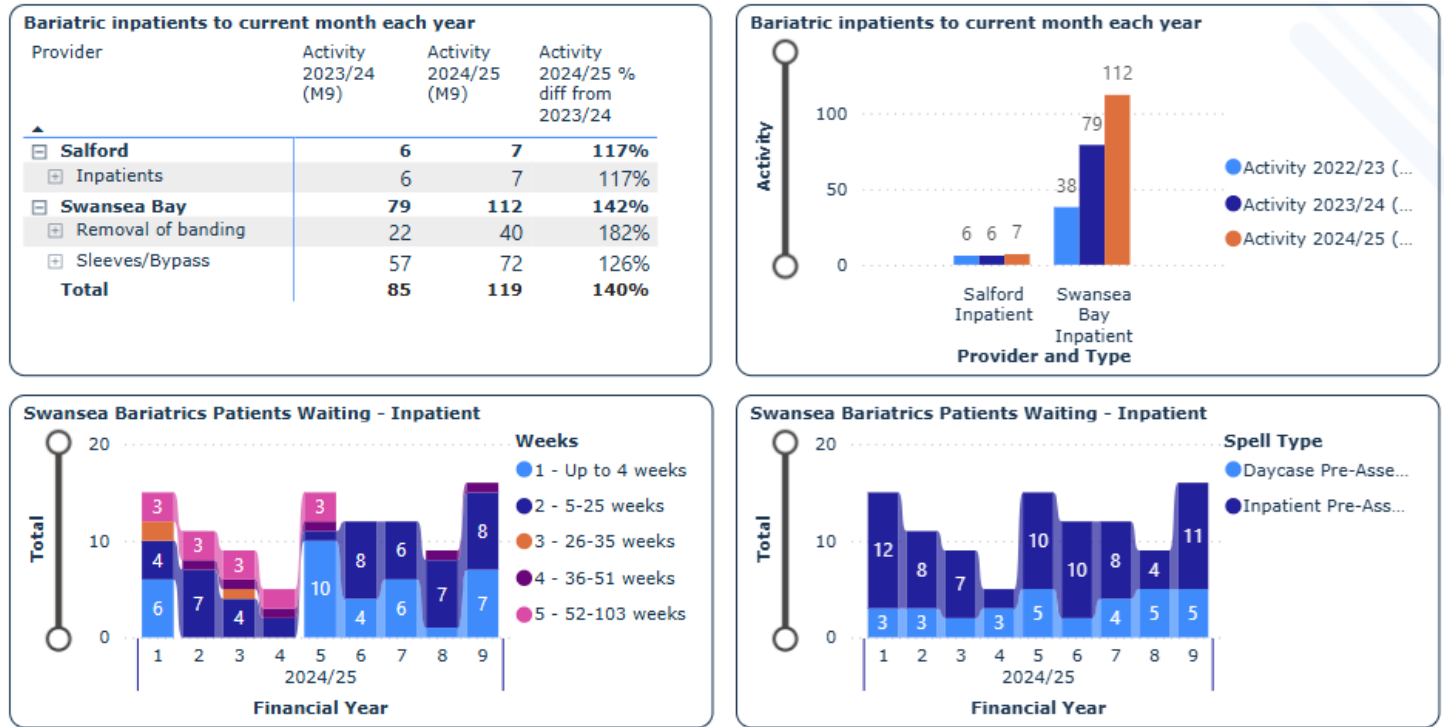 Bariatric inpatients to current month each year
Provider
Activity 2023/24 (M9)
Activity 2024/25 (M9)
Activity 2024/25 % diff from 2023/24
Salford 6 7 117%
Inpatients 6 7 117%
Swansea Bay 79 112 142%
Removal of banding 22 40 182%
Sleeves/Bypass 57 72 126%
Total 85 119 140%
Bariatric inpatients to current month each year
Activity
100
50
0
6 6 7
38 79 112
Salford Inpatient
Swansea Bay Inpatient
Provider and Type
Activity 2022/23 (...
Activity 2023/24 (...
Activity 2024/25 (...
Swansea Bariatrics Patients Waiting - Inpatient
Total
20
10
0
3 3 3 3
4 7 4 8 6 7 8
6 10 4 6 7
1 2 3 4 5 6 7 8 9
2024/25
Financial Year
Weeks
1 - Up to 4 weeks
2 - 5-25 weeks
3 - 26-35 weeks
4 - 36-51 weeks
5 - 52-103 weeks
Swansea Bariatrics Patients Waiting - Inpatient
Total
20
10
0
12 8 7 10 10 8 4 11
3 3 3 5 4 5 5
1 2 3 4 5 6 7 8 9
2024/25
Financial Year
Spell Type
Daycase Pre-Asse...
Inpatient Pre-Ass...